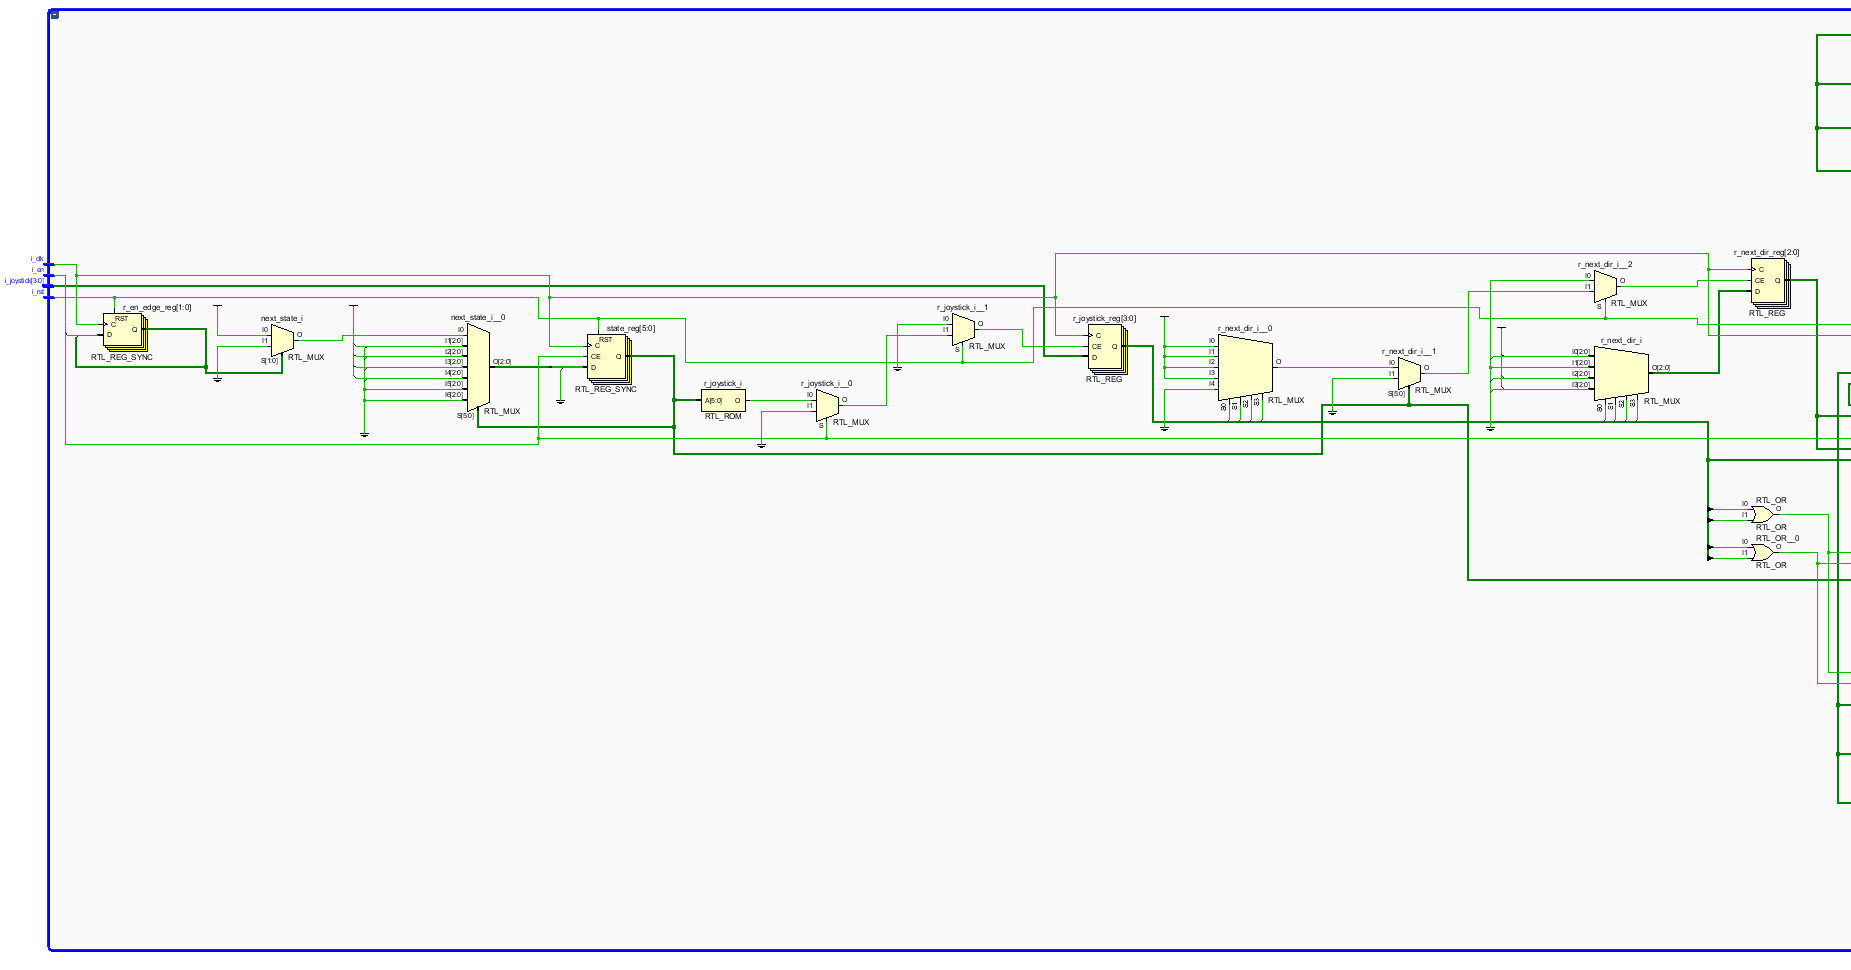 i_clk
i_en
i_joystick[3:0]
i_rst
r_en_edge_reg[1:0]
RST
C
D
Q
RTL_REG_SYNC
next_state_i
I0
I1
O
S[1:0]
RTL_MUX
next_state_i__0
I0
I1[2:0]
I2[2:0]
I3[2:0]
I4[2:0]
I5[2:0]
I6[2:0]
O[2:0]
S[5:0]
RTL_MUX
state_reg[5:0]
RST
C
CE
D
Q
RTL_REG_SYNC
r_joystick_i
A[5:0]
O
RTL_ROM
r_joystick_i__0
I0
I1
O
S
RTL_MUX
r_joystick_i__1
I0
I1
O
S
RTL_MUX
r_joystick_reg[3:0]
C
CE
D
Q
RTL_REG
r_next_dir_i__0
I0
I1
I2
I3
I4
O
S0
S1
S2
S3
RTL_MUX
r_next_dir_i__1
I0
I1
O
S[5:0]
RTL_MUX
r_next_dir_i__2
I0
I1
O
S
RTL_MUX
r_next_dir_i
I0[2:0]
I1[2:0]
I2[2:0]
I3[2:0]
O[2:0]
S0
S1
S2
S3
RTL_MUX
r_next_dir_reg[2:0]
C
CE
D
Q
RTL_REG
RTL_OR
I0
I1
O
RTL_OR
RTL_OR__0
I0
I1
O
RTL_OR